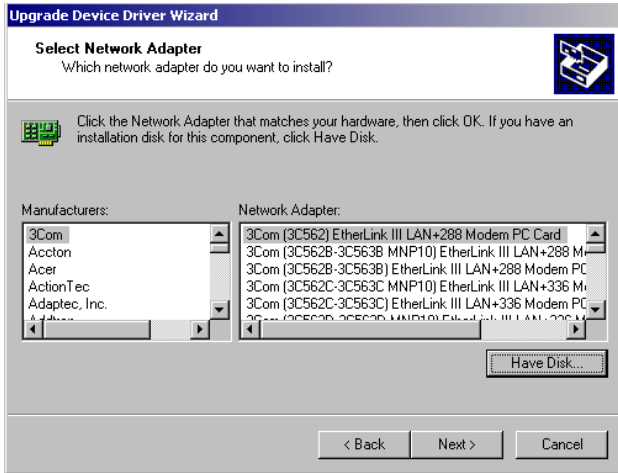 Upgrade Device Driver Wizard
Select Network Adapter
Which network adapter do you want to install?
Click the Network Adapter that matches your hardware, then click OK. If you have an
installation disk for this component, click Have Disk.
Manufacturers:
3Com
Accton
Acer
ActionTec
Adaptec, Inc.
Network Adapter:
3Com (3C562) EtherLink III LAN+288 Modem PC Card
3Com (3C562B-3C563B MNP10) EtherLink III LAN+288
3Com (3C562B-3C563B) EtherLink III LAN+288 Modem PC
3Com (3C562C-3C563C MNP10) EtherLink III LAN+336
3Com (3C562C-3C563C) EtherLink III LAN+336 Modem PC
Have Disk...
< Back
Next >
Cancel